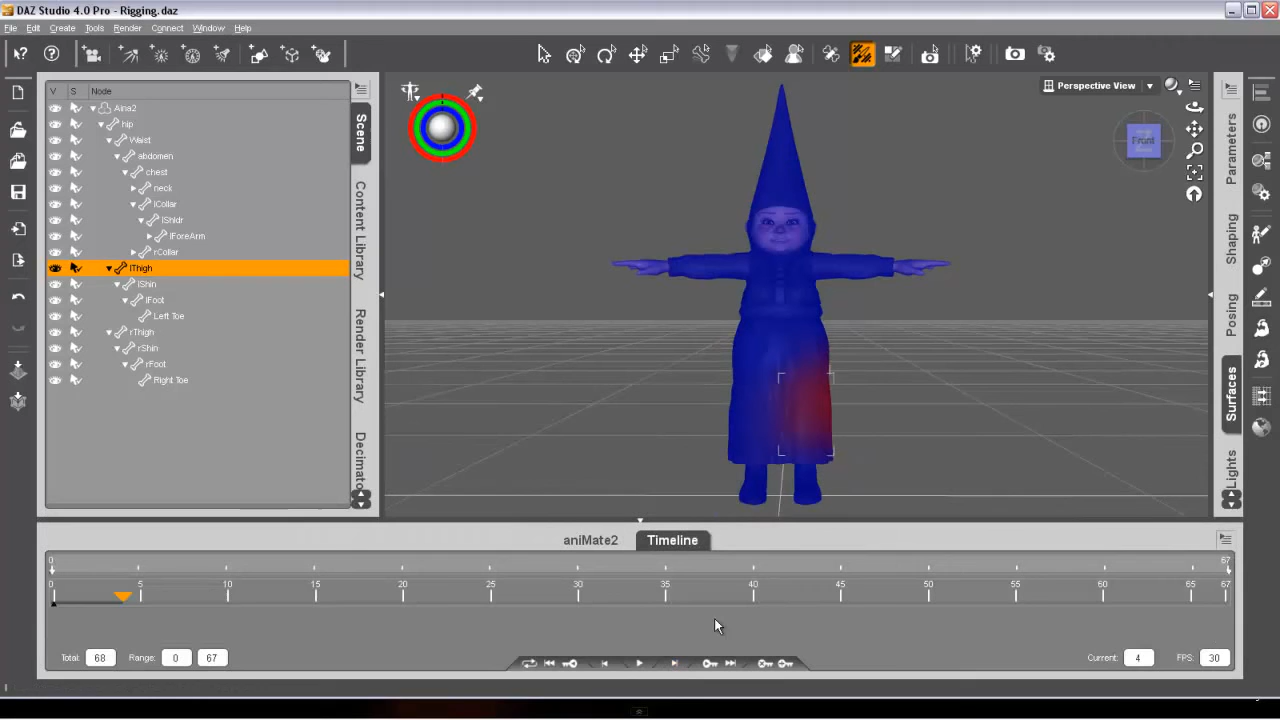 DAZ Studio 4.0 Pro - Rigging.daz
File Edit Create Tools Render Connect Window Help
V S Node
Aina2
hip
Waist
abdomen
chest
neck
lCollar
lShldr
lForeArm
rCollar
lThigh
lShin
lFoot
Left Toe
rThigh
rShin
rFoot
Right Toe
Scene
Content Library
Render Library
Decimato
Perspective View
Front
Parameters
Shaping
Posing
Surfaces
Lights
aniMate2 Timeline
0 67
0 5 10 15 20 25 30 35 40 45 50 55 60 65 67
Total: 68 Range: 0 67 Current: 4 FPS: 30